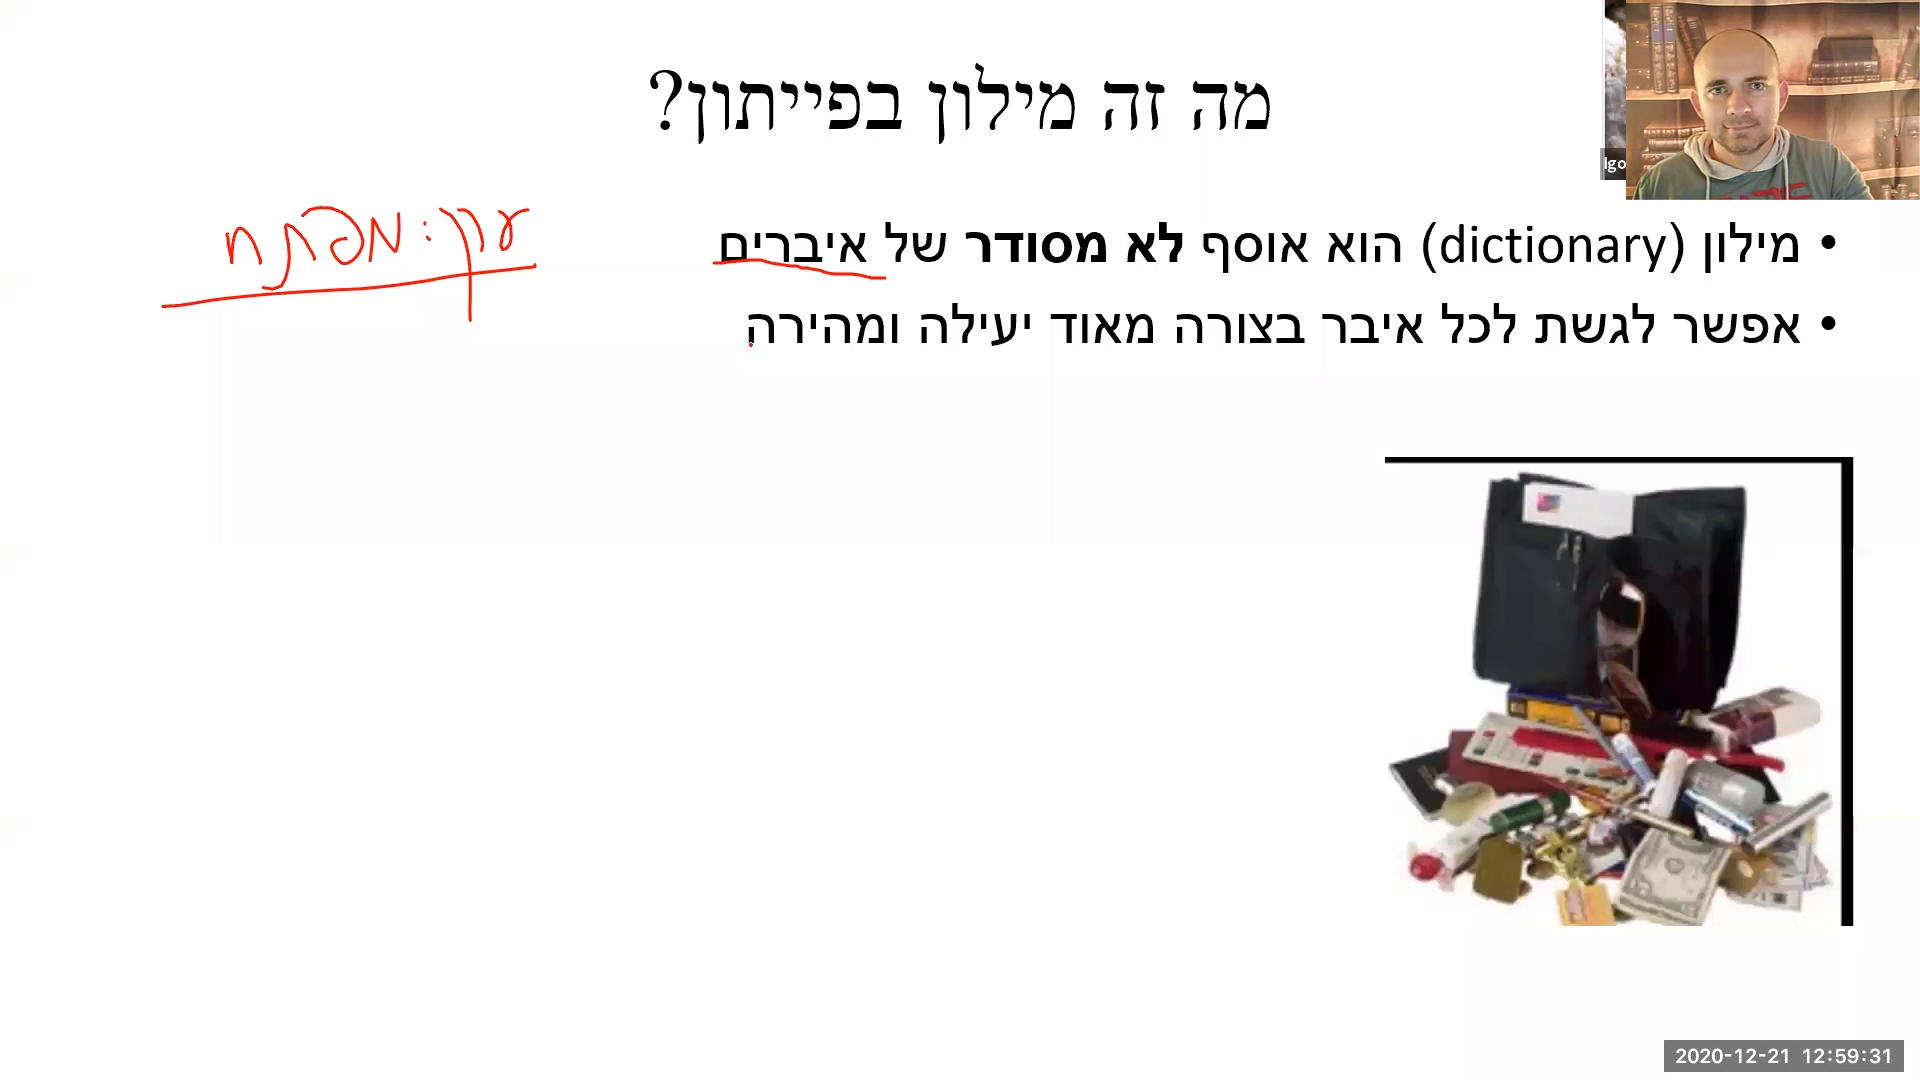 מה זה מילון בפייתון?
Igo
ערך: מפתח
• מילון (dictionary) הוא אוסף לא מסודר של איברים
• אפשר לגשת לכל איבר בצורה מאוד יעילה ומהירה
2020-12-21 12:59:31